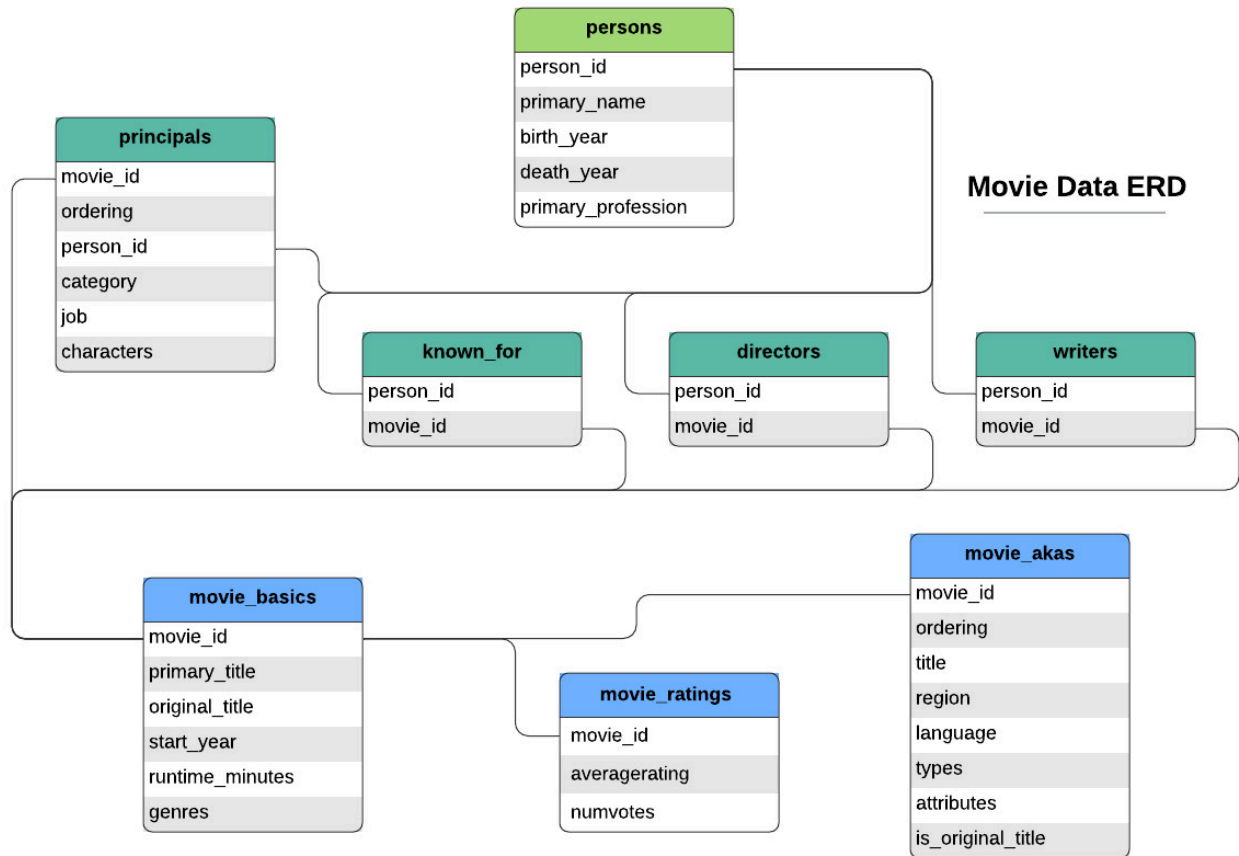 persons
person_id
primary_name
birth_year
death_year
primary_profession
principals
movie_id
ordering
person_id
category
job
characters
Movie Data ERD
known_for
person_id
movie_id
directors
person_id
movie_id
writers
person_id
movie_id
movie_basics
movie_id
primary_title
original_title
start_year
runtime_minutes
genres
movie_ratings
movie_id
averagerating
numvotes
movie_akas
movie_id
ordering
title
region
language
types
attributes
is_original_title